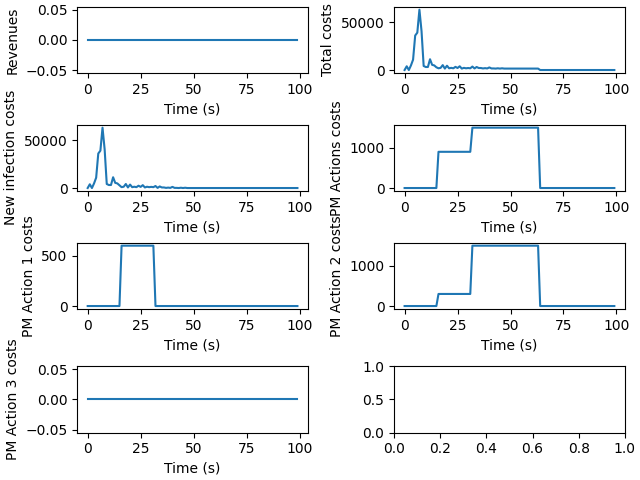 Revenues
0.05
0.00
−0.05
0 25 50 75 100
Time (s)
Total costs
50000
0
0 25 50 75 100
Time (s)
New infection costs
50000
0
0 25 50 75 100
Time (s)
PM Actions costs
1000
0
0 25 50 75 100
Time (s)
PM Action 1 costs
500
0
0 25 50 75 100
Time (s)
PM Action 2 costs
1000
0
0 25 50 75 100
Time (s)
PM Action 3 costs
0.05
0.00
−0.05
0 25 50 75 100
Time (s)
1.0
0.5
0.0
0.0 0.2 0.4 0.6 0.8 1.0